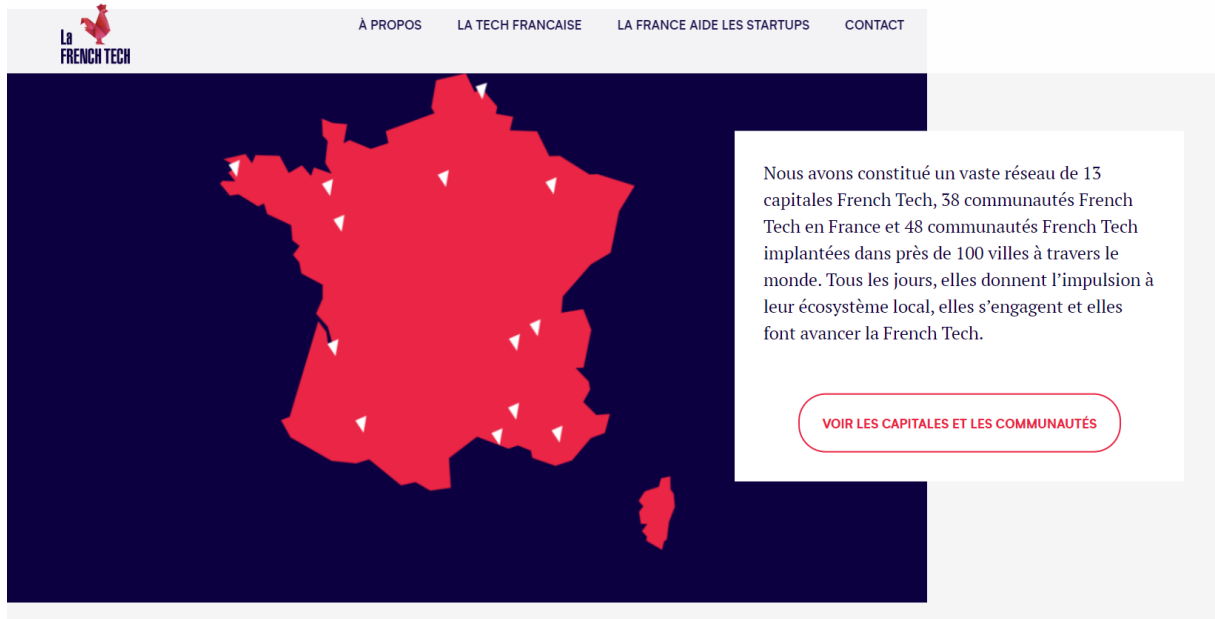 La
FRENCH TECH
À PROPOS
LA TECH FRANCAISE
LA FRANCE AIDE LES STARTUPS
CONTACT
Nous avons constitué un vaste réseau de 13
capitales French Tech, 38 communautés French
Tech en France et 48 communautés French Tech
implantées dans près de 100 villes à travers le
monde. Tous les jours, elles donnent l’impulsion à
leur écosystème local, elles s’engagent et elles
font avancer la French Tech.
VOIR LES CAPITALES ET LES COMMUNAUTÉS